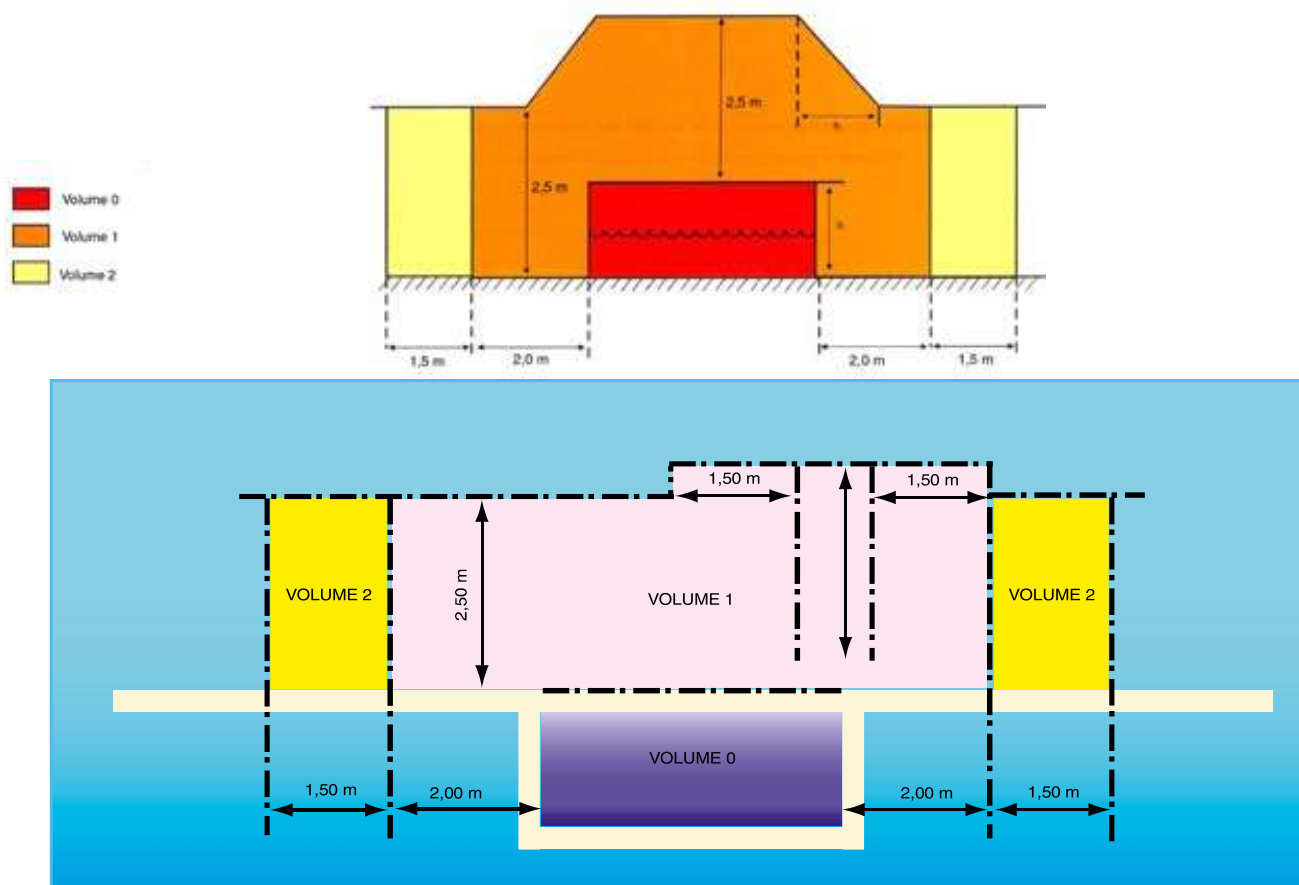 2,5 m
2,5 m
h
h
Volume 0
Volume 1
Volume 2
1,5 m
2,0 m
2,0 m
1,5 m
1,50 m
1,50 m
VOLUME 2
2,50 m
VOLUME 1
VOLUME 2
VOLUME 0
1,50 m
2,00 m
2,00 m
1,50 m